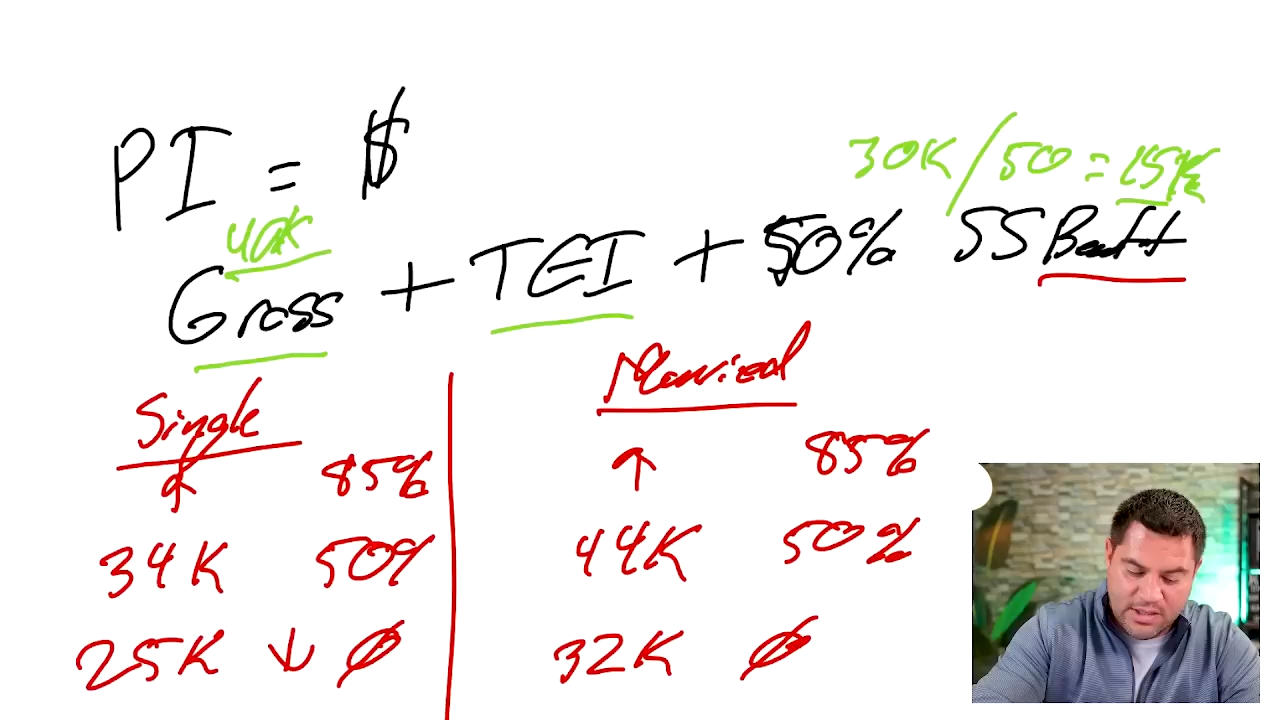 PI = $
30K/50 = 15K
40K
Gross + TEI + 50% SS
Single
Married
↑ 85%
↑ 85%
34K 50%
44K 50%
25K ↓ Ø
32K Ø